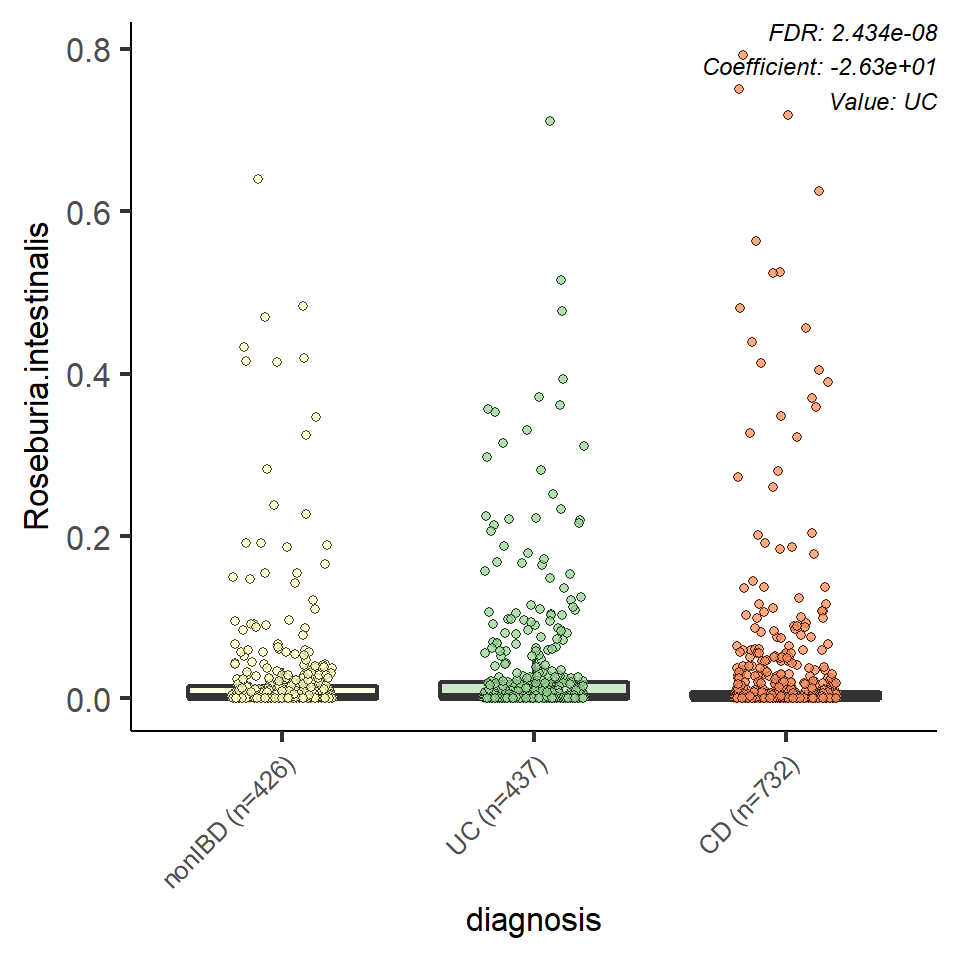 FDR: 2.434e-08
Coefficient: -2.63e+01
Value: UC
Roseburia.intestinalis
0.8
0.6
0.4
0.2
0.0
nonIBD (n=426)
UC (n=437)
CD (n=732)
diagnosis